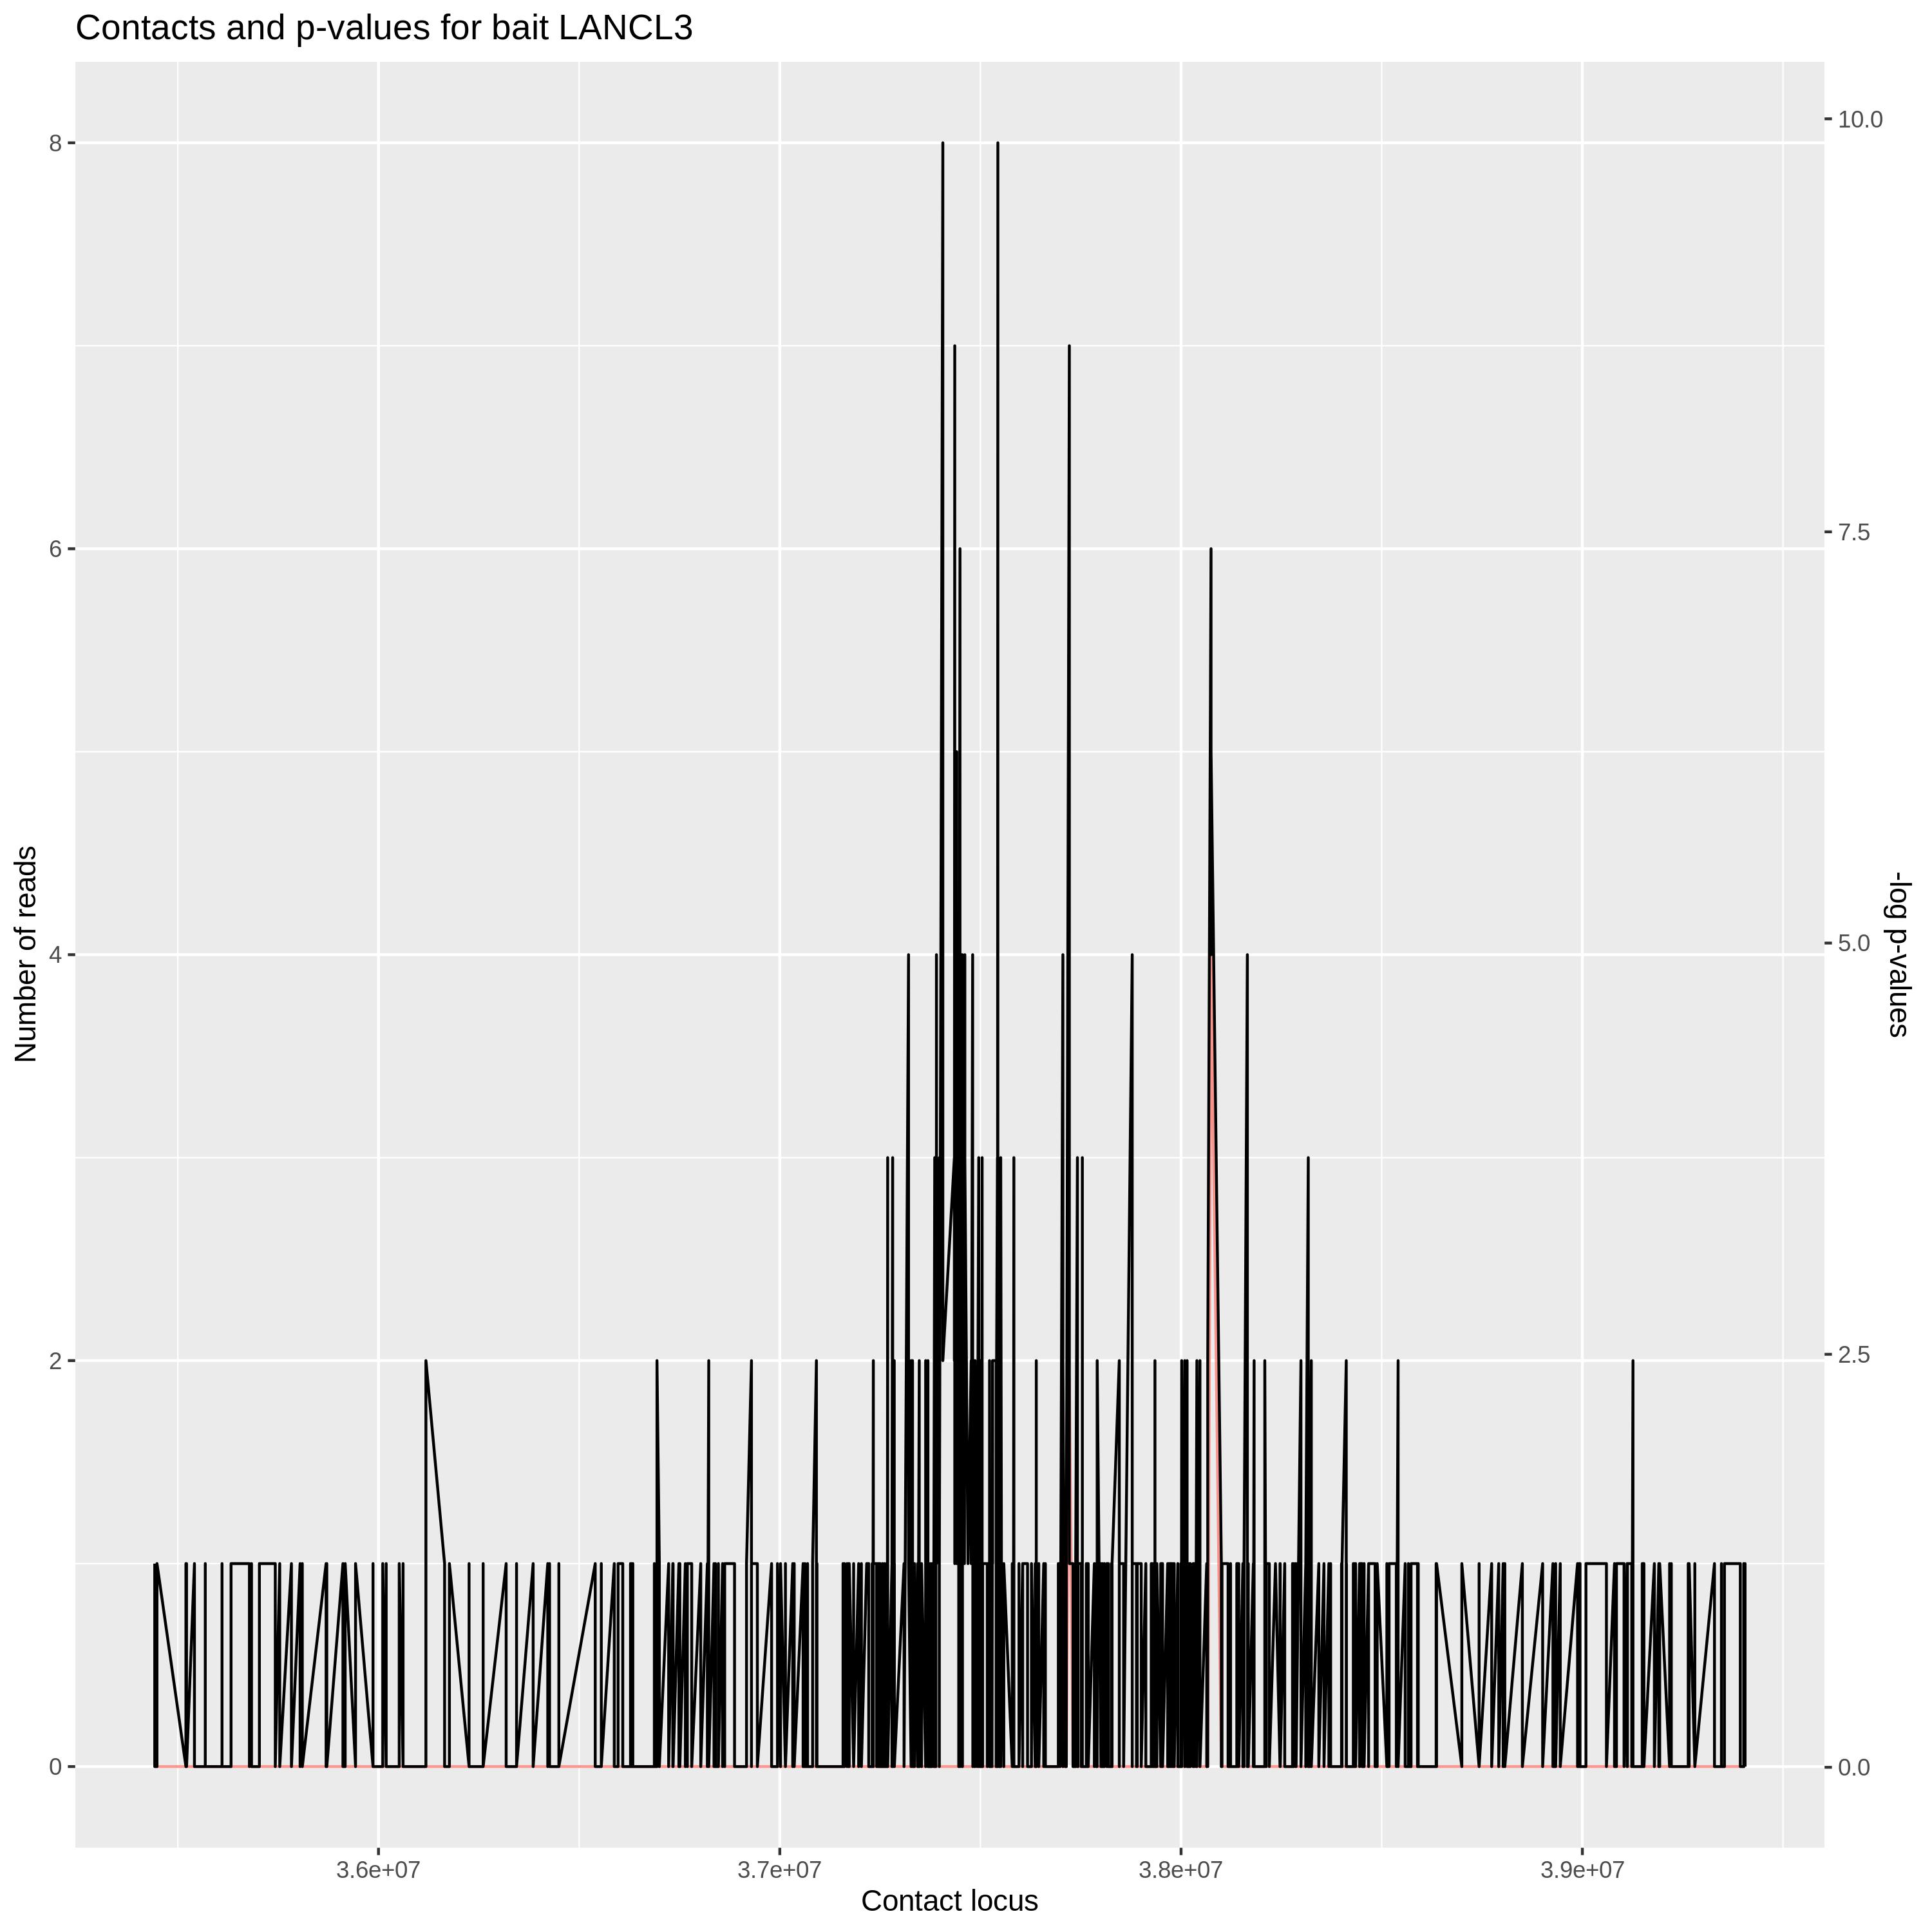 Contacts and p-values for bait LANCL3
Number of reads
8
6
4
2
0
10.0
7.5
5.0
2.5
0.0
-log p-values
3.6e+07
3.7e+07
3.8e+07
3.9e+07
Contact locus